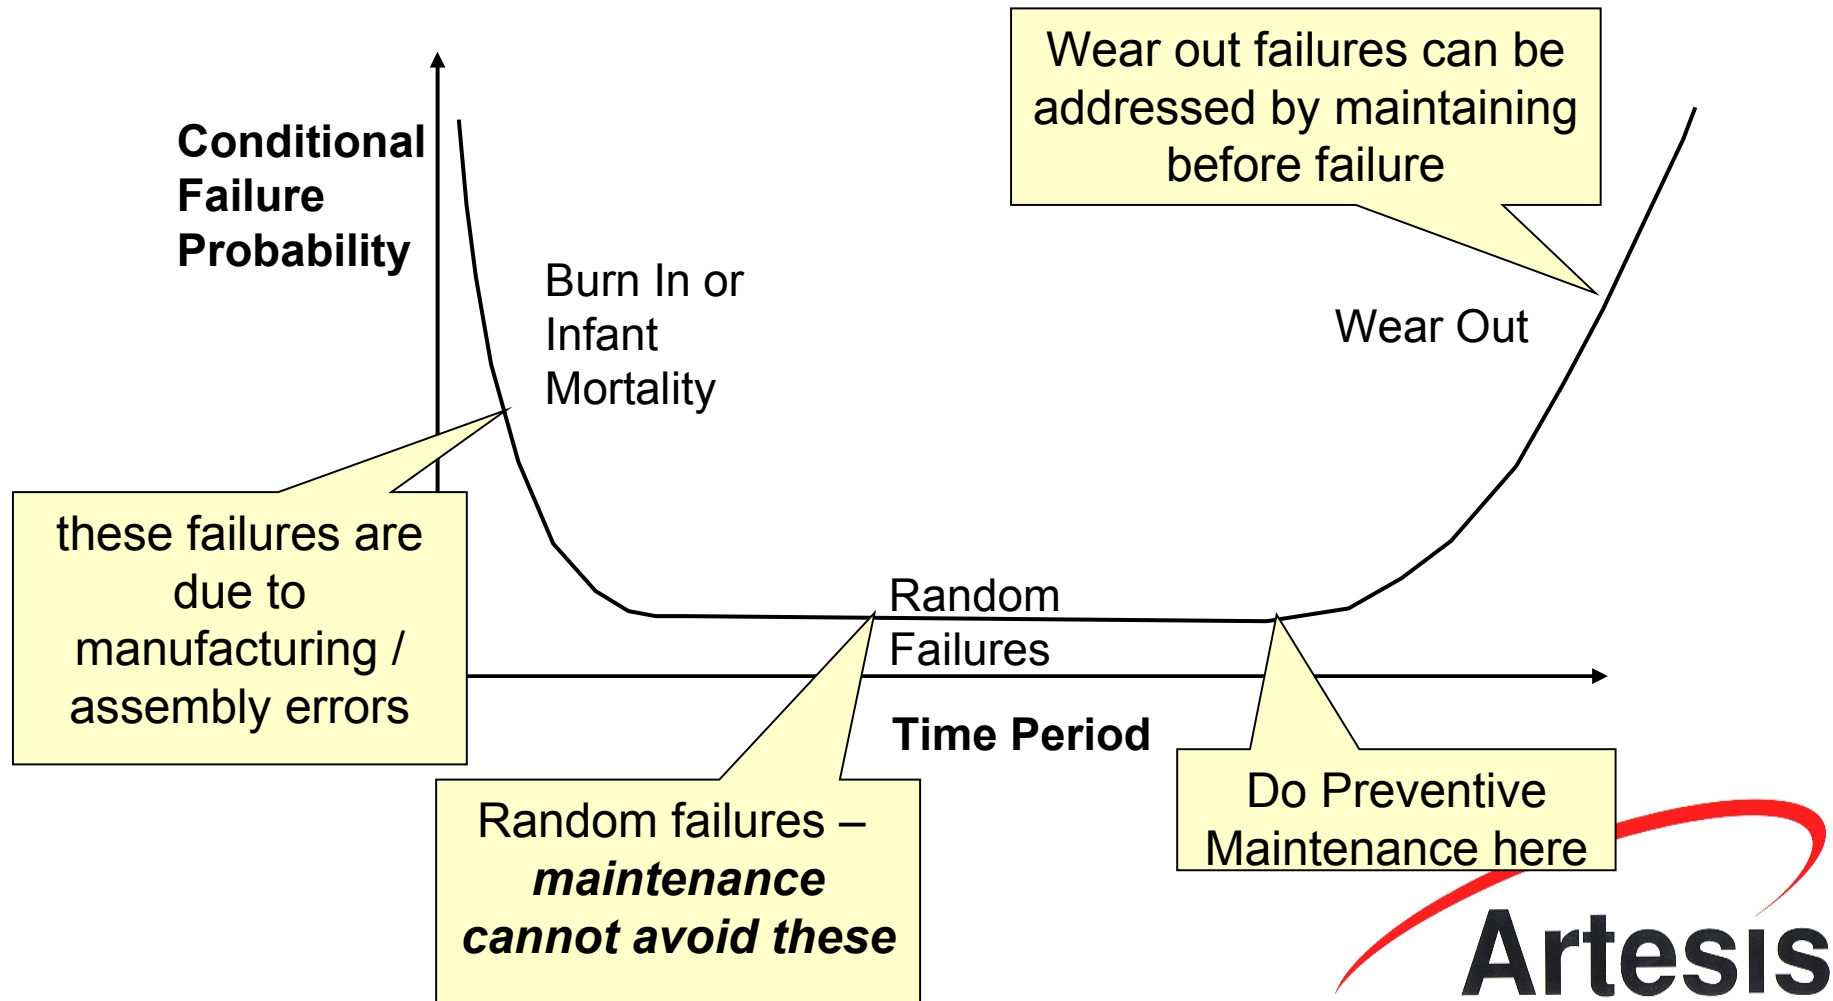 Conditional
Failure
Probability
Wear out failures can be
addressed by maintaining
before failure
Burn In or
Infant
Mortality
Wear Out
these failures are
due to
manufacturing /
assembly errors
Random
Failures
Time Period
Random failures –
maintenance
cannot avoid these
Do Preventive
Maintenance here
Artesis